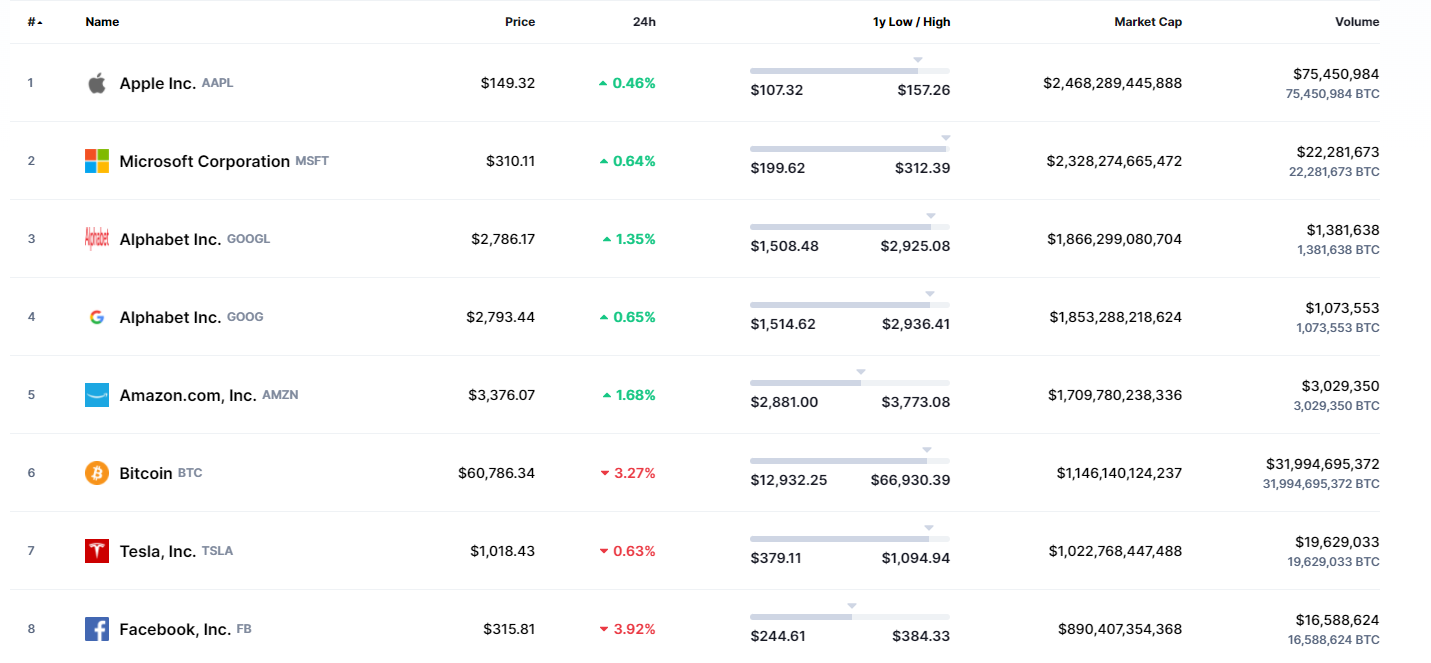 # Name Price 24h 1y Low / High Market Cap Volume
1 Apple Inc. AAPL $149.32 0.46% $107.32 $157.26 $2,468,289,445,888 $75,450,984
75,450,984 BTC
2 Microsoft Corporation MSFT $310.11 0.64% $199.62 $312.39 $2,328,274,665,472 $22,281,673
22,281,673 BTC
3 Alphabet Alphabet Inc. GOOGL $2,786.17 1.35% $1,508.48 $2,925.08 $1,866,299,080,704 $1,381,638
1,381,638 BTC
4 Alphabet Inc. GOOG $2,793.44 0.65% $1,514.62 $2,936.41 $1,853,288,218,624 $1,073,553
1,073,553 BTC
5 Amazon.com, Inc. AMZN $3,376.07 1.68% $2,881.00 $3,773.08 $1,709,780,238,336 $3,029,350
3,029,350 BTC
6 Bitcoin BTC $60,786.34 3.27% $12,932.25 $66,930.39 $1,146,140,124,237 $31,994,695,372
31,994,695,372 BTC
7 Tesla, Inc. TSLA $1,018.43 0.63% $379.11 $1,094.94 $1,022,768,447,488 $19,629,033
19,629,033 BTC
8 Facebook, Inc. FB $315.81 3.92% $244.61 $384.33 $890,407,354,368 $16,588,624
16,588,624 BTC